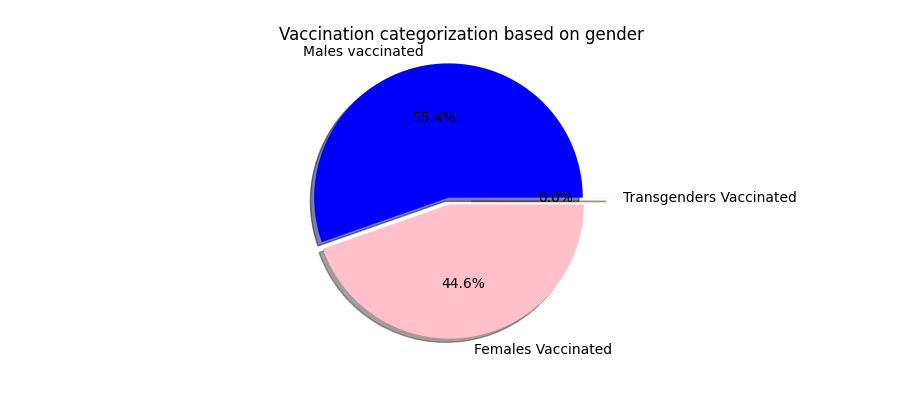 Vaccination categorization based on gender
Males vaccinated
55.4%
0.0%
Transgenders Vaccinated
44.6%
Females Vaccinated